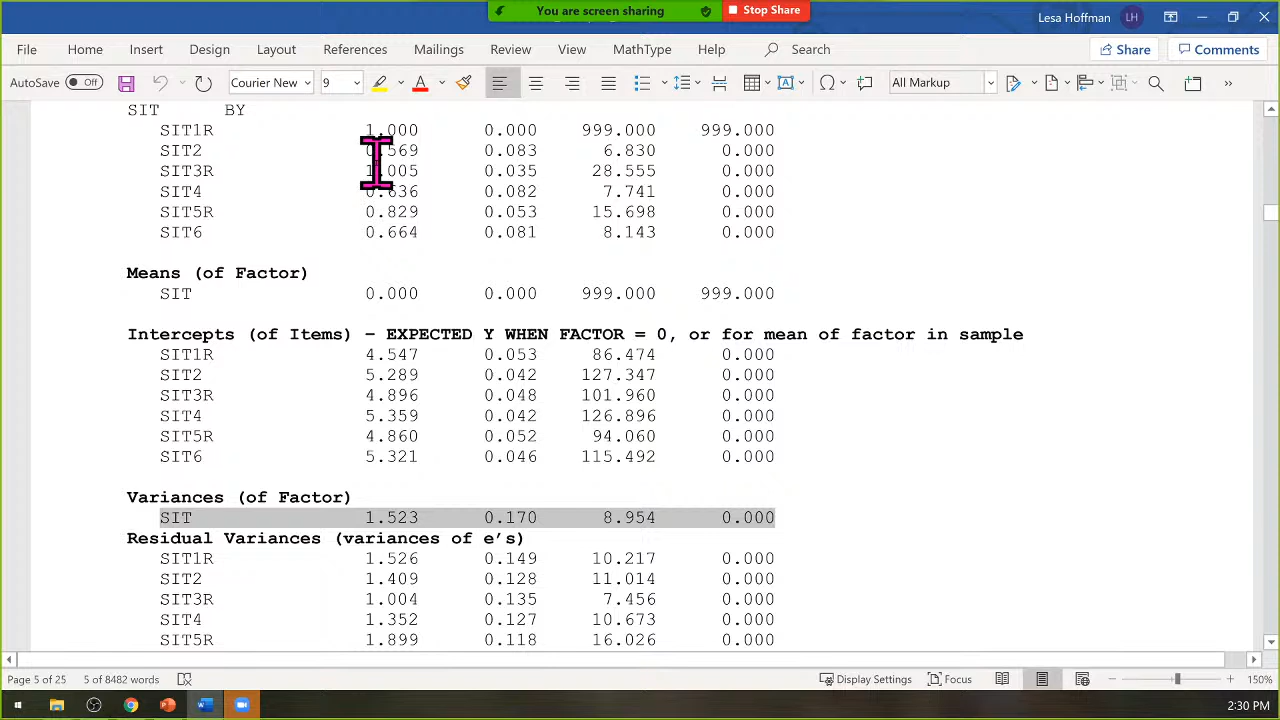 You are screen sharing
Stop Share
Lesa Hoffman LH
File Home Insert Design Layout References Mailings Review View MathType Help Search Share Comments
AutoSave Off Courier New 9 All Markup
SIT BY
SIT1R 1.000 0.000 999.000 999.000
SIT2 0.569 0.083 6.830 0.000
SIT3R 1.005 0.035 28.555 0.000
SIT4 0.636 0.082 7.741 0.000
SIT5R 0.829 0.053 15.698 0.000
SIT6 0.664 0.081 8.143 0.000
Means (of Factor)
SIT 0.000 0.000 999.000 999.000
Intercepts (of Items) – EXPECTED Y WHEN FACTOR = 0, or for mean of factor in sample
SIT1R 4.547 0.053 86.474 0.000
SIT2 5.289 0.042 127.347 0.000
SIT3R 4.896 0.048 101.960 0.000
SIT4 5.359 0.042 126.896 0.000
SIT5R 4.860 0.052 94.060 0.000
SIT6 5.321 0.046 115.492 0.000
Variances (of Factor)
SIT 1.523 0.170 8.954 0.000
Residual Variances (variances of e’s)
SIT1R 1.526 0.149 10.217 0.000
SIT2 1.409 0.128 11.014 0.000
SIT3R 1.004 0.135 7.456 0.000
SIT4 1.352 0.127 10.673 0.000
SIT5R 1.899 0.118 16.026 0.000
Page 5 of 25 5 of 8482 words Display Settings Focus 150%
2:30 PM